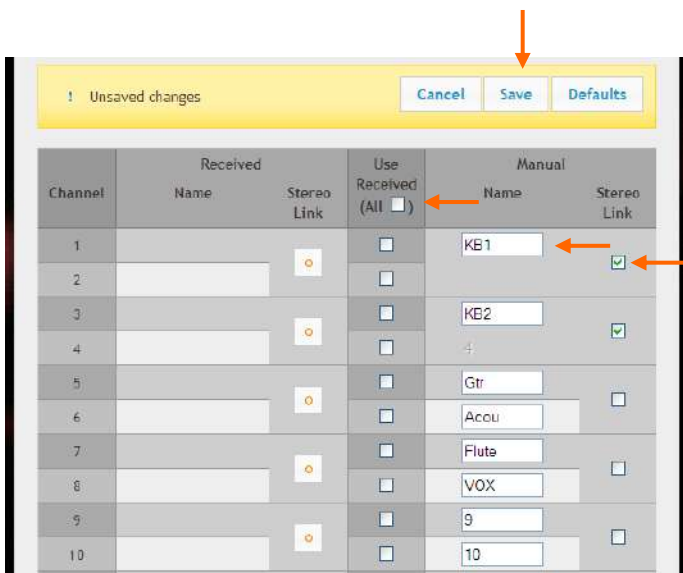 ! Unsaved changes Cancel Save Defaults
Received Use Manual
Channel Name Stereo Received Name Stereo
Link (All ) Link
1 KB1
2
3 KB2
4 4
5 Gtr
6 Acou
7 Flute
8 VOX
9 9
10 10